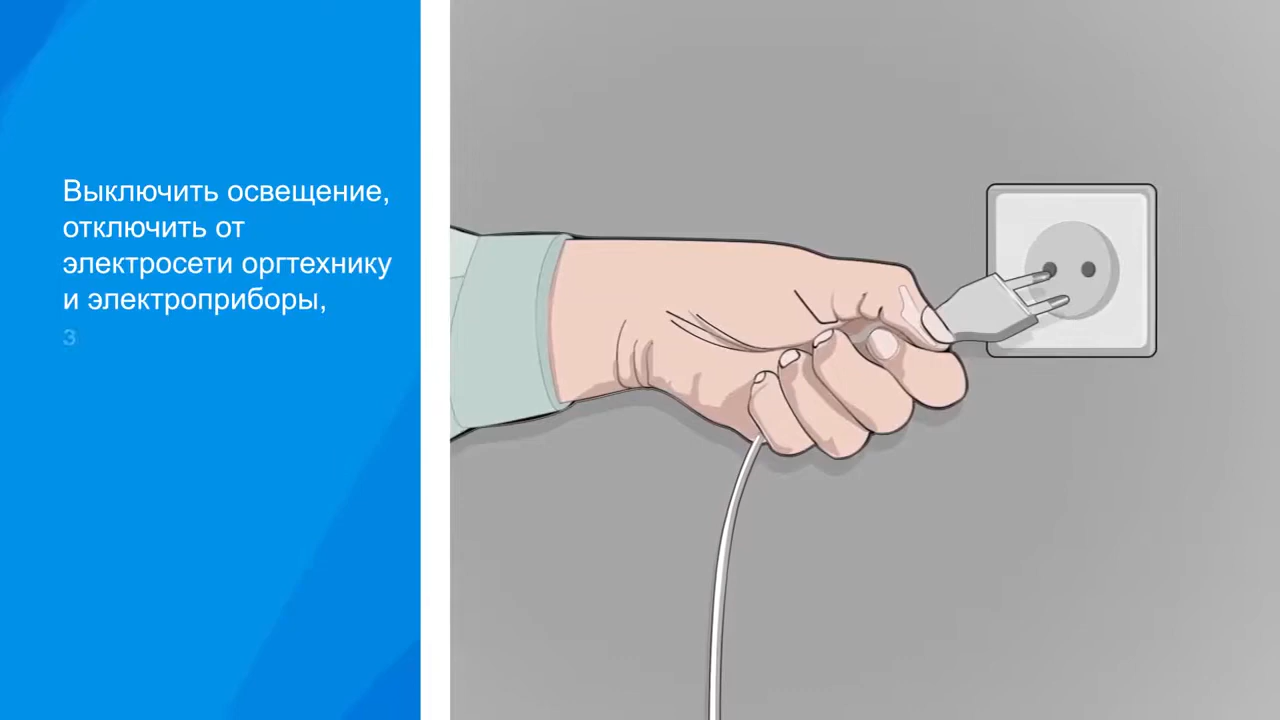 Выключить освещение,
отключить от
электросети оргтехнику
и электроприборы,
з